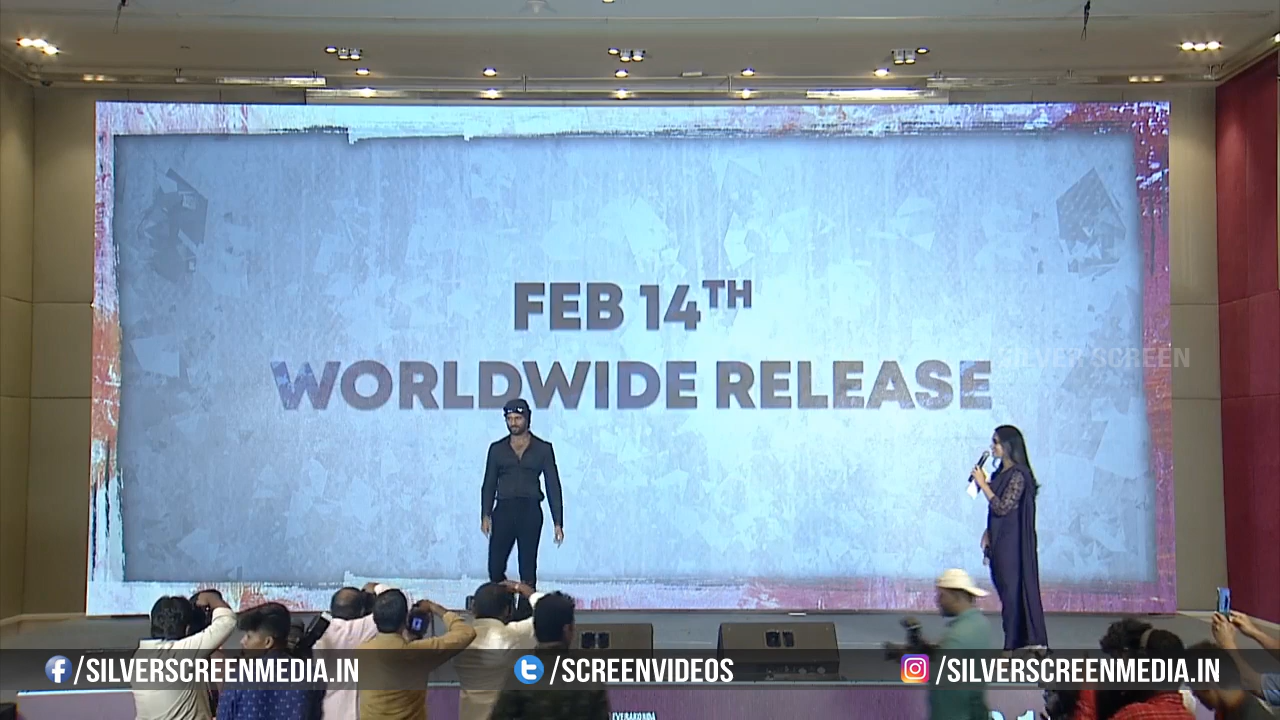 FEB 14TH
WORLDWIDE RELEASE
SILVER SCREEN
/SILVERSCREENMEDIA.IN
/SCREENVIDEOS
/SILVERSCREENMEDIA.IN